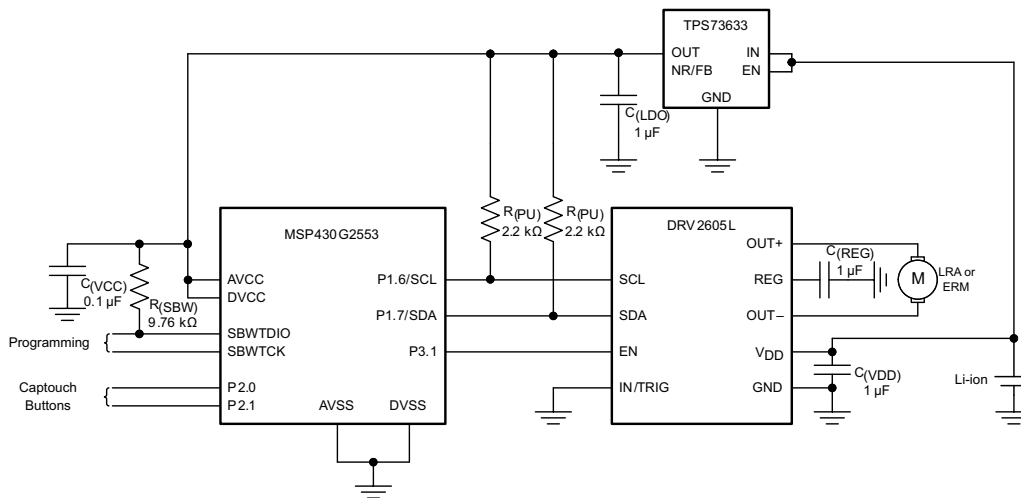 TPS73633
OUT
IN
NR/FB
EN
GND
C(LDO)
1 µF
R(PU)
2.2 kΩ
R(PU)
2.2 kΩ
MSP430G2553
AVCC
DVCC
P1.6/SCL
P1.7/SDA
SBWTDIO
SBWTCK
P3.1
P2.0
P2.1
AVSS
DVSS
C(VCC)
0.1 µF
R(SBW)
9.76 kΩ
Programming
Captouch
Buttons
DRV2605L
OUT+
SCL
REG
SDA
OUT–
EN
VDD
IN/TRIG
GND
C(REG)
1 µF
M
LRA or
ERM
C(VDD)
1 µF
Li-ion